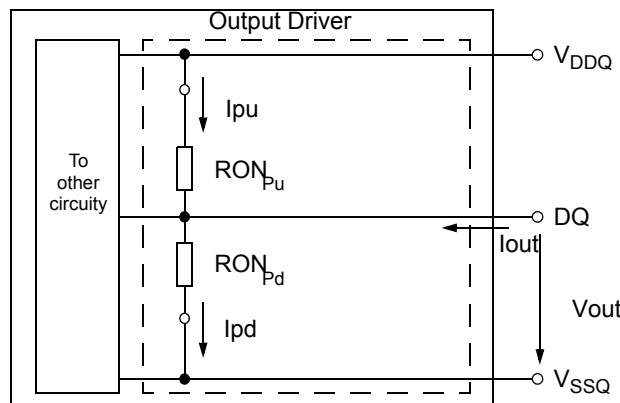 Output Driver
VDDQ
Ipu
To
other
circuity
RONPu
DQ
Iout
RONPd
Vout
Ipd
VSSQ